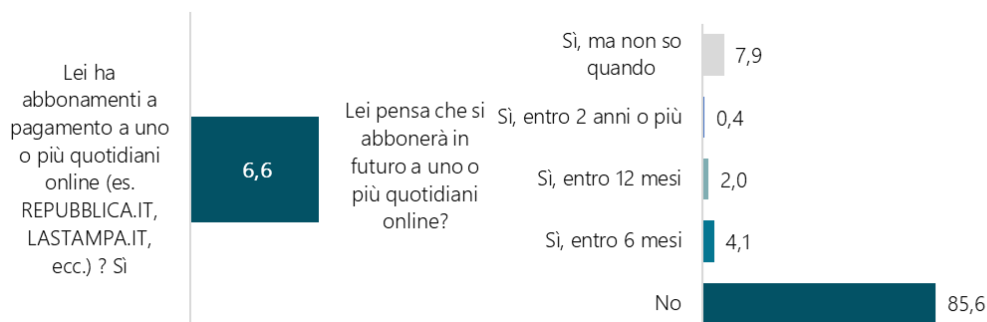 Lei ha
abbonamenti a
pagamento a uno
o più quotidiani
online (es.
REPUBBLICA.IT,
LASTAMPA.IT,
ecc.) ? Sì
6,6
Lei pensa che si
abbonerà in
futuro a uno o
più quotidiani
online?
Sì, ma non so
quando
7,9
Sì, entro 2 anni o più
0,4
Sì, entro 12 mesi
2,0
Sì, entro 6 mesi
4,1
No
85,6